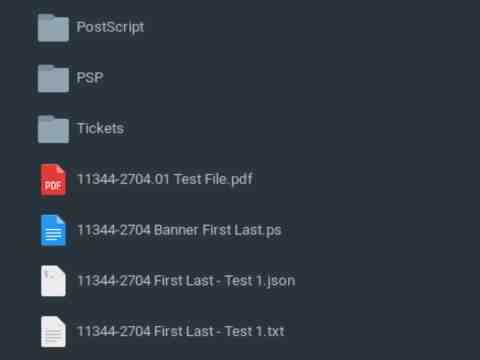 PostScript
PSP
Tickets
PDF 11344-2704.01 Test File.pdf
11344-2704 Banner First Last.ps
11344-2704 First Last - Test 1.json
11344-2704 First Last - Test 1.txt